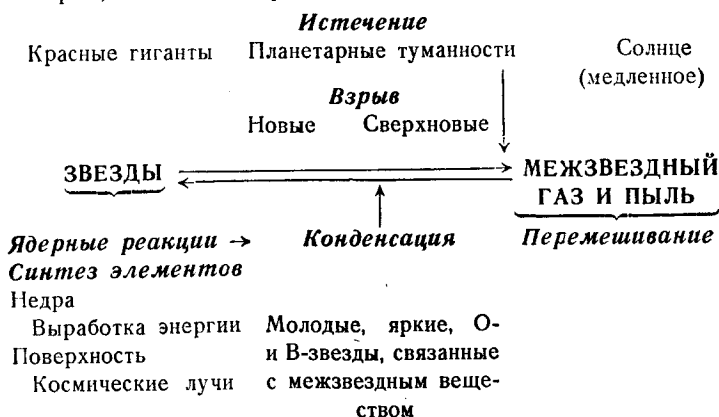 Истечение
Красные гиганты Планетарные туманности Солнце
(медленное)
Взрыв
Новые Сверхновые
ЗВЕЗДЫ МЕЖЗВЕЗДНЫЙ
ГАЗ И ПЫЛЬ
Ядерные реакции → Конденсация Перемешивание
Синтез элементов
Недра
Выработка энергии Молодые, яркие, О-
Поверхность и В-звезды, связанные
Космические лучи с межзвездным веще-
ством